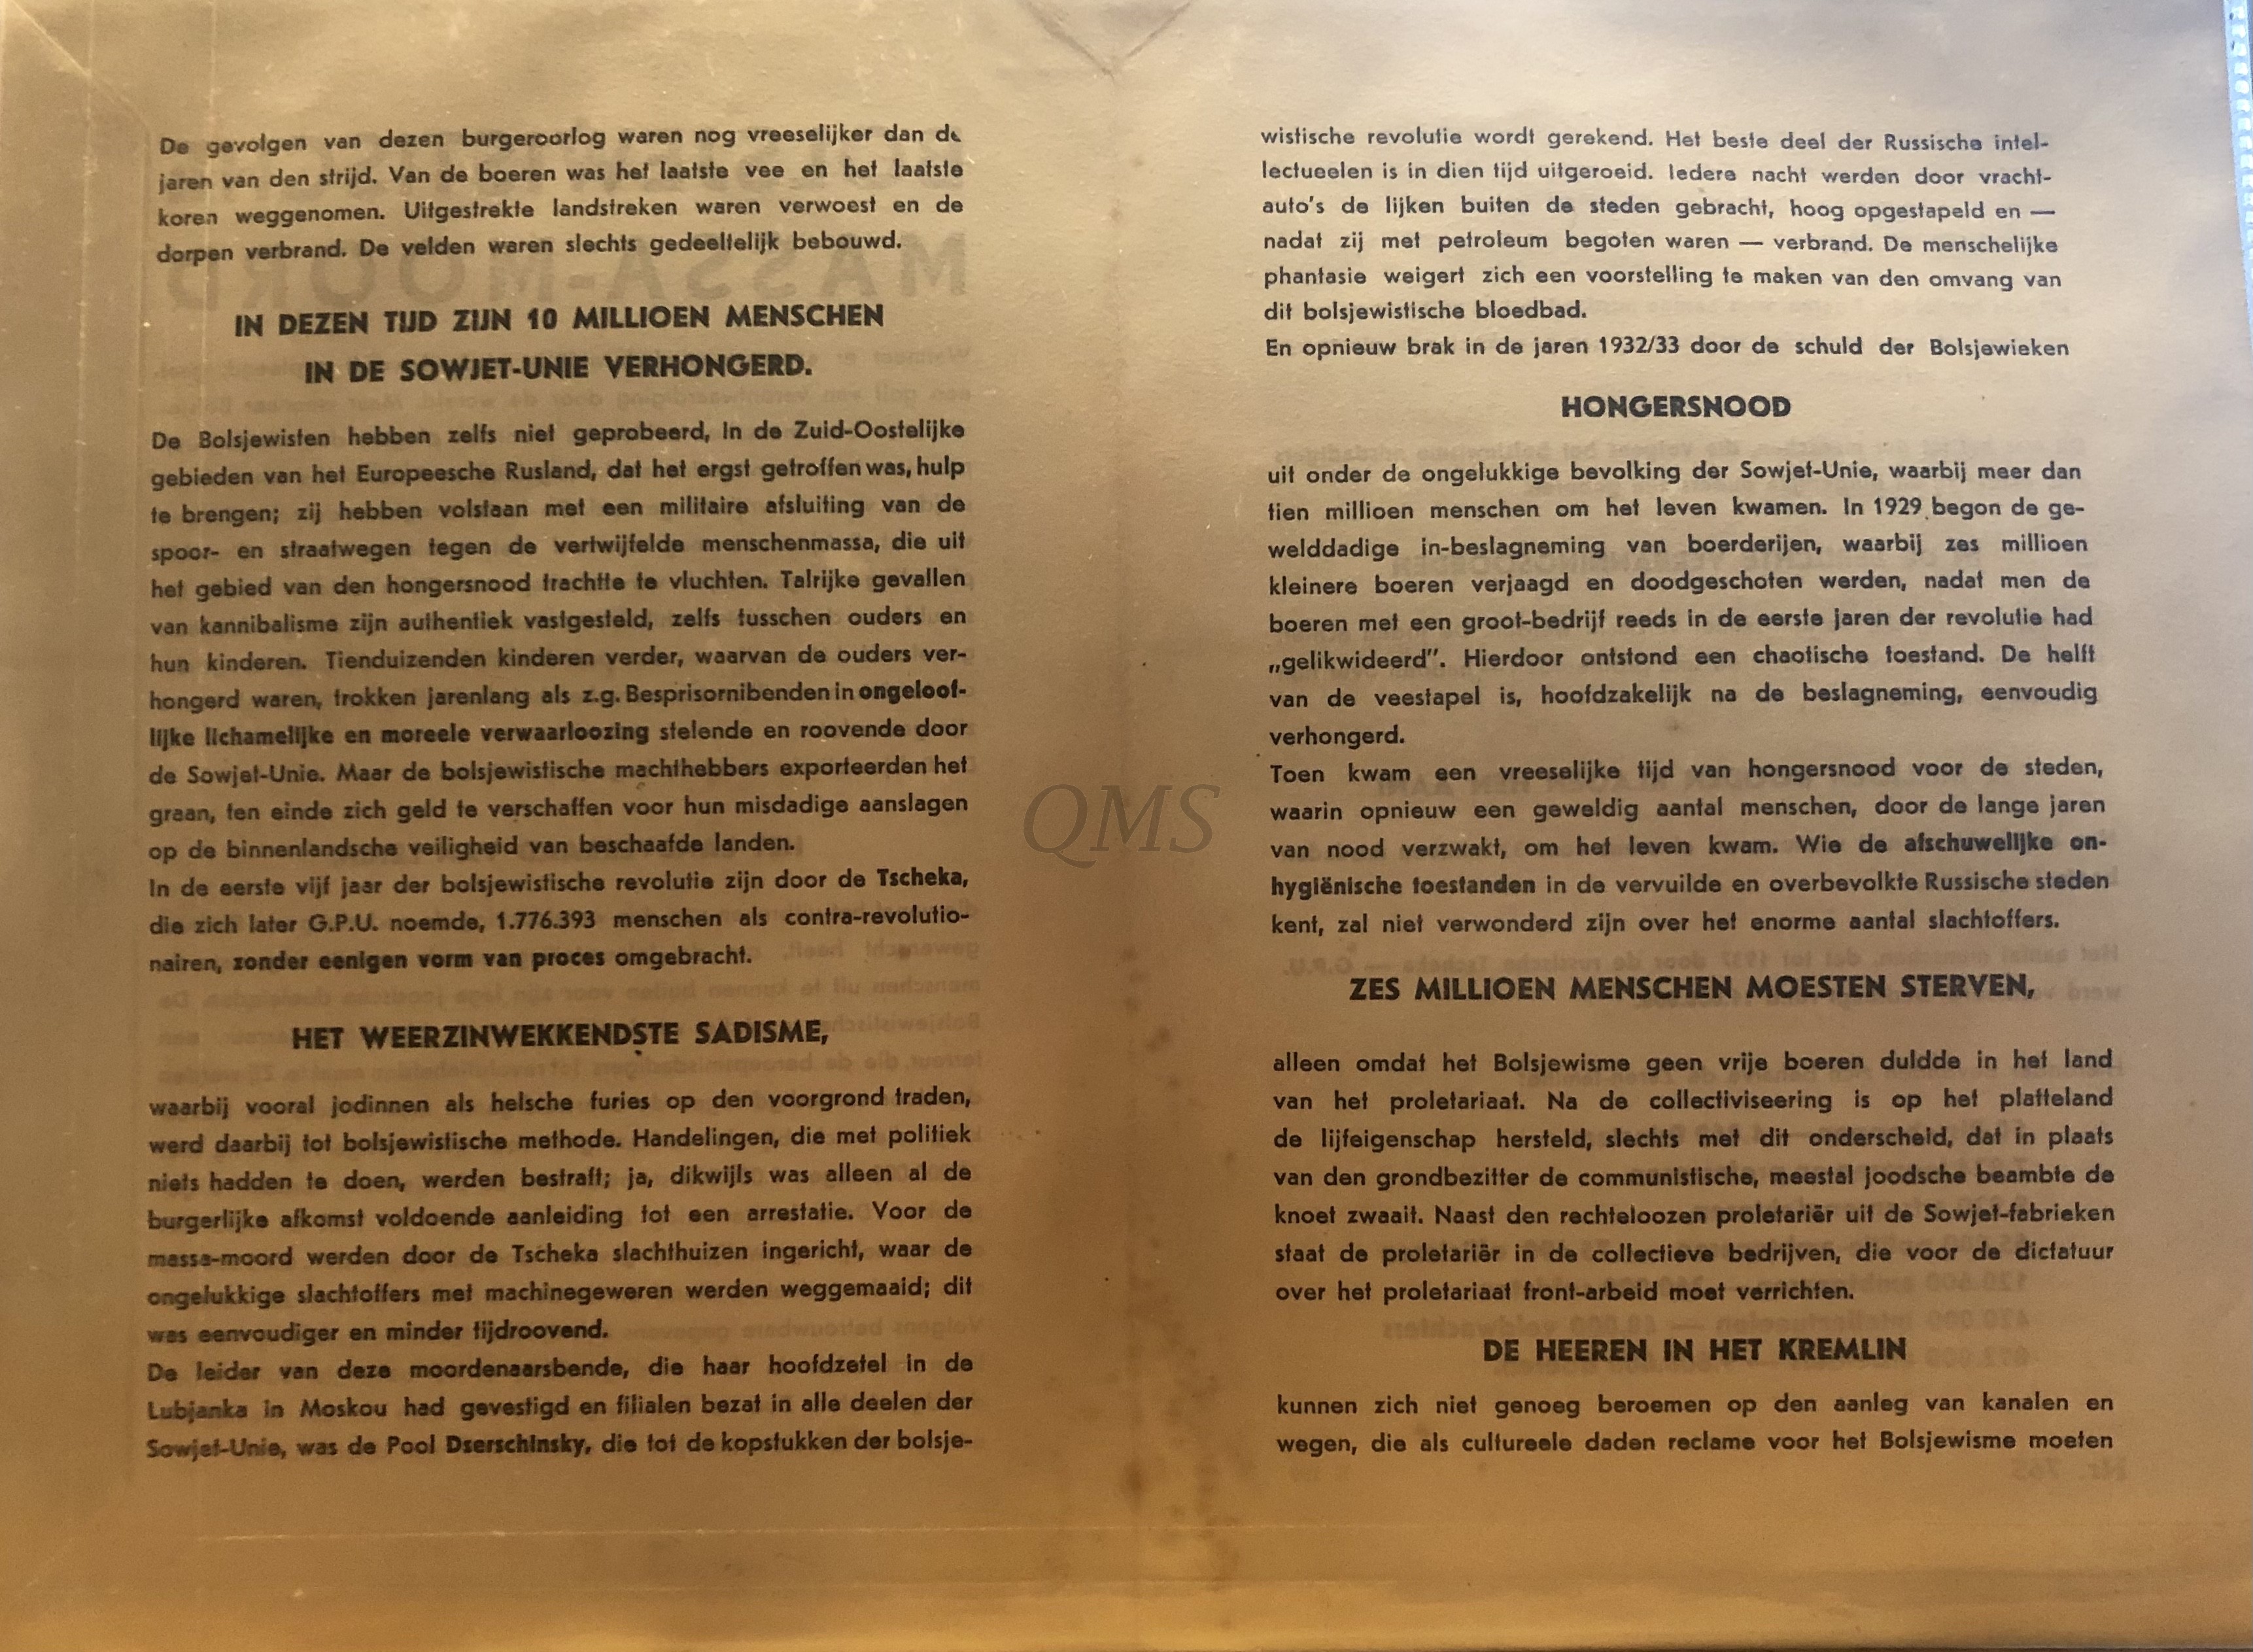 De gevolgen van dezen burgeroorlog waren nog vreeselijker dan de
jaren van den strijd. Van de boeren was het laatste vee en het laatste
koren weggenomen. Uitgestrekte landstreken waren verwoest en de
dorpen verbrand. De velden waren slechts gedeeltelijk bebouwd.
IN DEZEN TIJD ZIJN 10 MILLIOEN MENSCHEN
IN DE SOWJET-UNIE VERHONGERD.
De Bolsjewisten hebben zelfs niet geprobeerd, In de Zuid-Oostelijke
gebieden van het Europeesche Rusland, dat het ergst getroffen was, hulp
te brengen; zij hebben volstaan met een militaire afsluiting van de
spoor- en straatwegen tegen de vertwijfelde menschenmassa, die uit
het gebied van den hongersnood trachtte te vluchten. Talrijke gevallen
van kannibalisme zijn authentiek vastgesteld, zelfs tusschen ouders en
hun kinderen. Tienduizenden kinderen verder, waarvan de ouders ver-
hongerd waren, trokken jarenlang als z.g. Besprisornibenden in ongeloof-
lijke lichamelijke en moreele verwaarloozing stelende en roovende door
de Sowjet-Unie. Maar de bolsjewistische machthebbers exporteerden het
graan, ten einde zich geld te verschaffen voor hun misdadige aanslagen
op de binnenlandsche veiligheid van beschaafde landen.
In de eerste vijf jaar der bolsjewistische revolutie zijn door de Tscheka,
die zich later G.P.U. noemde, 1.776.393 menschen als contra-revolutio-
nairen, zonder eenigen vorm van proces omgebracht.
HET WEERZINWEKKENDSTE SADISME,
waarbij vooral jodinnen als helsche furies op den voorgrond traden,
werd daarbij tot bolsjewistische methode. Handelingen, die met politiek
niets hadden te doen, werden bestraft; ja, dikwijls was alleen al de
burgerlijke afkomst voldoende aanleiding tot een arrestatie. Voor de
massa-moord werden door de Tscheka slachthuizen ingericht, waar de
ongelukkige slachtoffers met machinegeweren werden weggemaaid; dit
was eenvoudiger en minder tijdroovend.
De leider van deze moordenaarsbende, die haar hoofdzetel in de
Lubjanka in Moskou had gevestigd en filialen bezat in alle deelen der
Sowjet-Unie, was de Pool Dserschinsky, die tot de kopstukken der bolsje-
wistische revolutie wordt gerekend. Het beste deel der Russische intel-
lectueelen is in dien tijd uitgeroeid. Iedere nacht werden door vracht-
auto's de lijken buiten de steden gebracht, hoog opgestapeld en —
nadat zij met petroleum begoten waren — verbrand. De menschelijke
phantasie weigert zich een voorstelling te maken van den omvang van
dit bolsjewistische bloedbad.
En opnieuw brak in de jaren 1932/33 door de schuld der Bolsjewieken
HONGERSNOOD
uit onder de ongelukkige bevolking der Sowjet-Unie, waarbij meer dan
tien millioen menschen om het leven kwamen. In 1929 begon de ge-
welddadige in-beslagneming van boerderijen, waarbij zes millioen
kleinere boeren verjaagd en doodgeschoten werden, nadat men de
boeren met een groot-bedrijf reeds in de eerste jaren der revolutie had
„gelikwideerd”. Hierdoor ontstond een chaotische toestand. De helft
van de veestapel is, hoofdzakelijk na de beslagneming, eenvoudig
verhongerd.
Toen kwam een vreeselijke tijd van hongersnood voor de steden,
waarin opnieuw een geweldig aantal menschen, door de lange jaren
van nood verzwakt, om het leven kwam. Wie de afschuwelijke on-
hygiënische toestanden in de vervuilde en overbevolkte Russische steden
kent, zal niet verwonderd zijn over het enorme aantal slachtoffers.
ZES MILLIOEN MENSCHEN MOESTEN STERVEN,
alleen omdat het Bolsjewisme geen vrije boeren duldde in het land
van het proletariaat. Na de collectiviseering is op het platteland
de lijfeigenschap hersteld, slechts met dit onderscheid, dat in plaats
van den grondbezitter de communistische, meestal joodsche beambte de
knoet zwaait. Naast den rechteloozen proletariër uit de Sowjet-fabrieken
staat de proletariër in de collectieve bedrijven, die voor de dictatuur
over het proletariaat front-arbeid moet verrichten.
DE HEEREN IN HET KREMLIN
kunnen zich niet genoeg beroemen op den aanleg van kanalen en
wegen, die als cultureele daden reclame voor het Bolsjewisme moeten
QMS